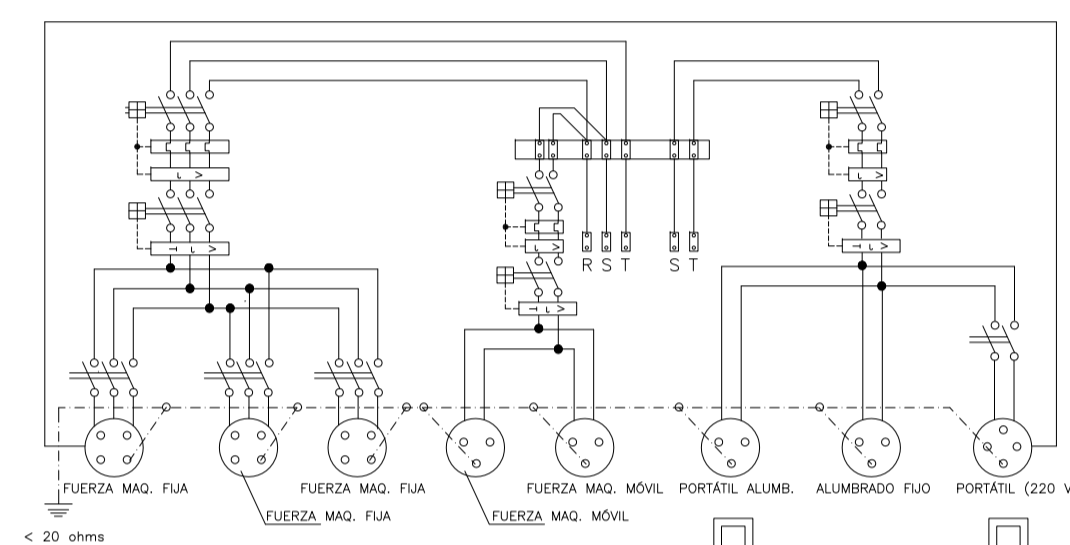 R S T S T
FUERZA MAQ. FIJA
FUERZA MAQ. FIJA
FUERZA MAQ. MÓVIL
PORTÁTIL ALUMB.
ALUMBRADO FIJO
PORTÁTIL (220 V
FUERZA MAQ. FIJA
FUERZA MAQ. MÓVIL
< 20 ohms